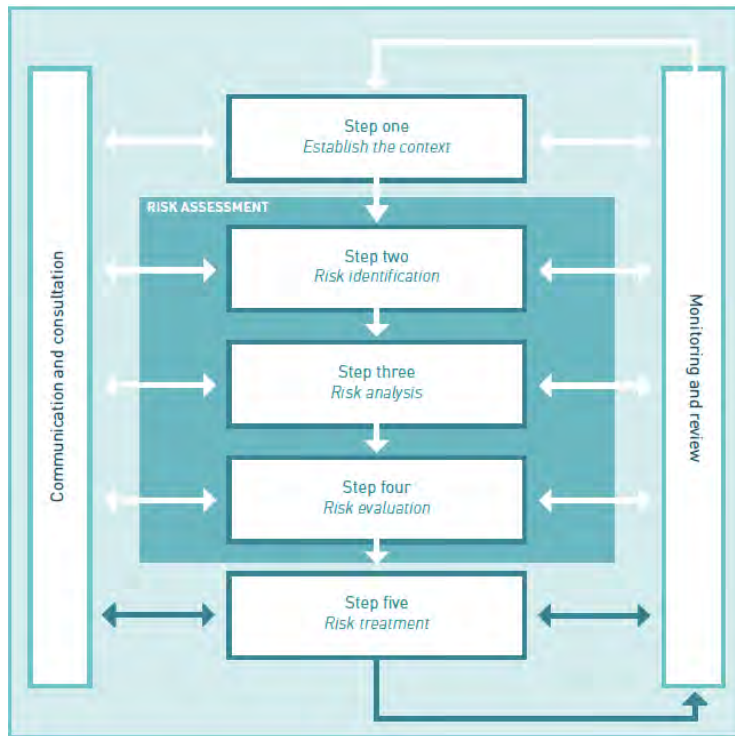 Step one
Establish the context
RISK ASSESSMENT
Step two
Risk identification
Step three
Risk analysis
Step four
Risk evaluation
Step five
Risk treatment
Communication and consultation
Monitoring and review